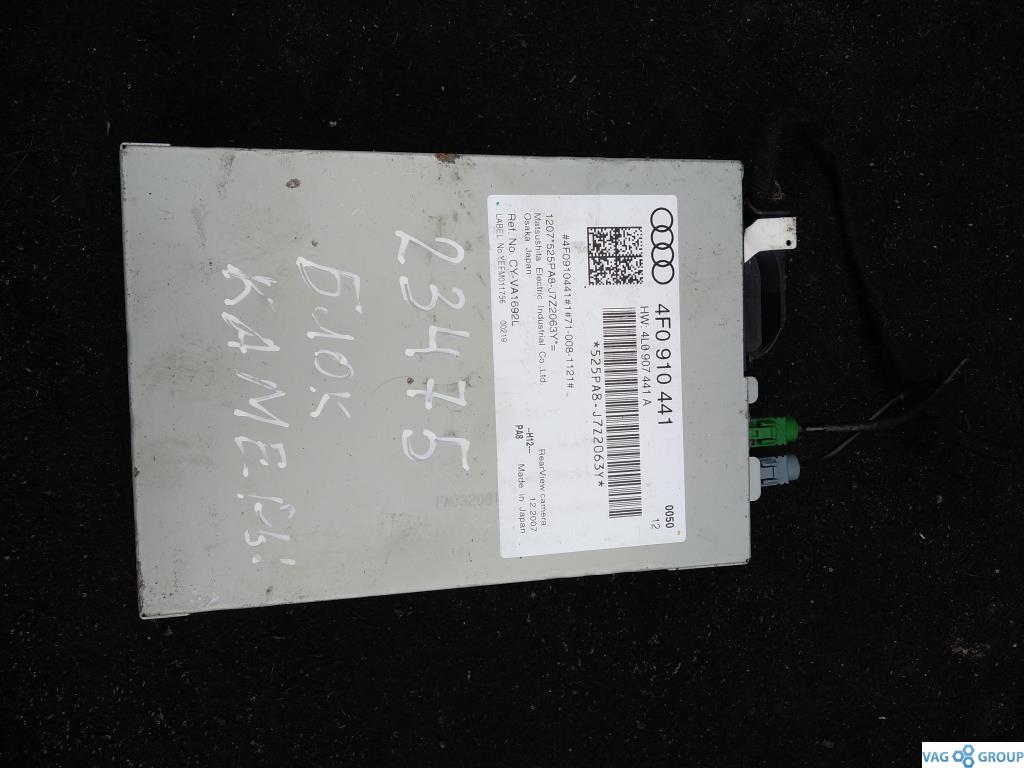 4F0 910 441
HW: 4L0 907 441 A
0050
12
*525PA8-J7Z2063Y*
#4F0910441#1#71-008-1121#
1207*525PA8-J7Z2063Y*=
Matsushita Electric Industrial Co., Ltd.
Osaka Japan
Ref. No. CY-VA1692L
LABEL No. YEFM011756 00219
RearView camera
12.2007
Made in Japan
--H12--
PA8
23475
БЛОК
КАМЕРЫ
VAG GROUP